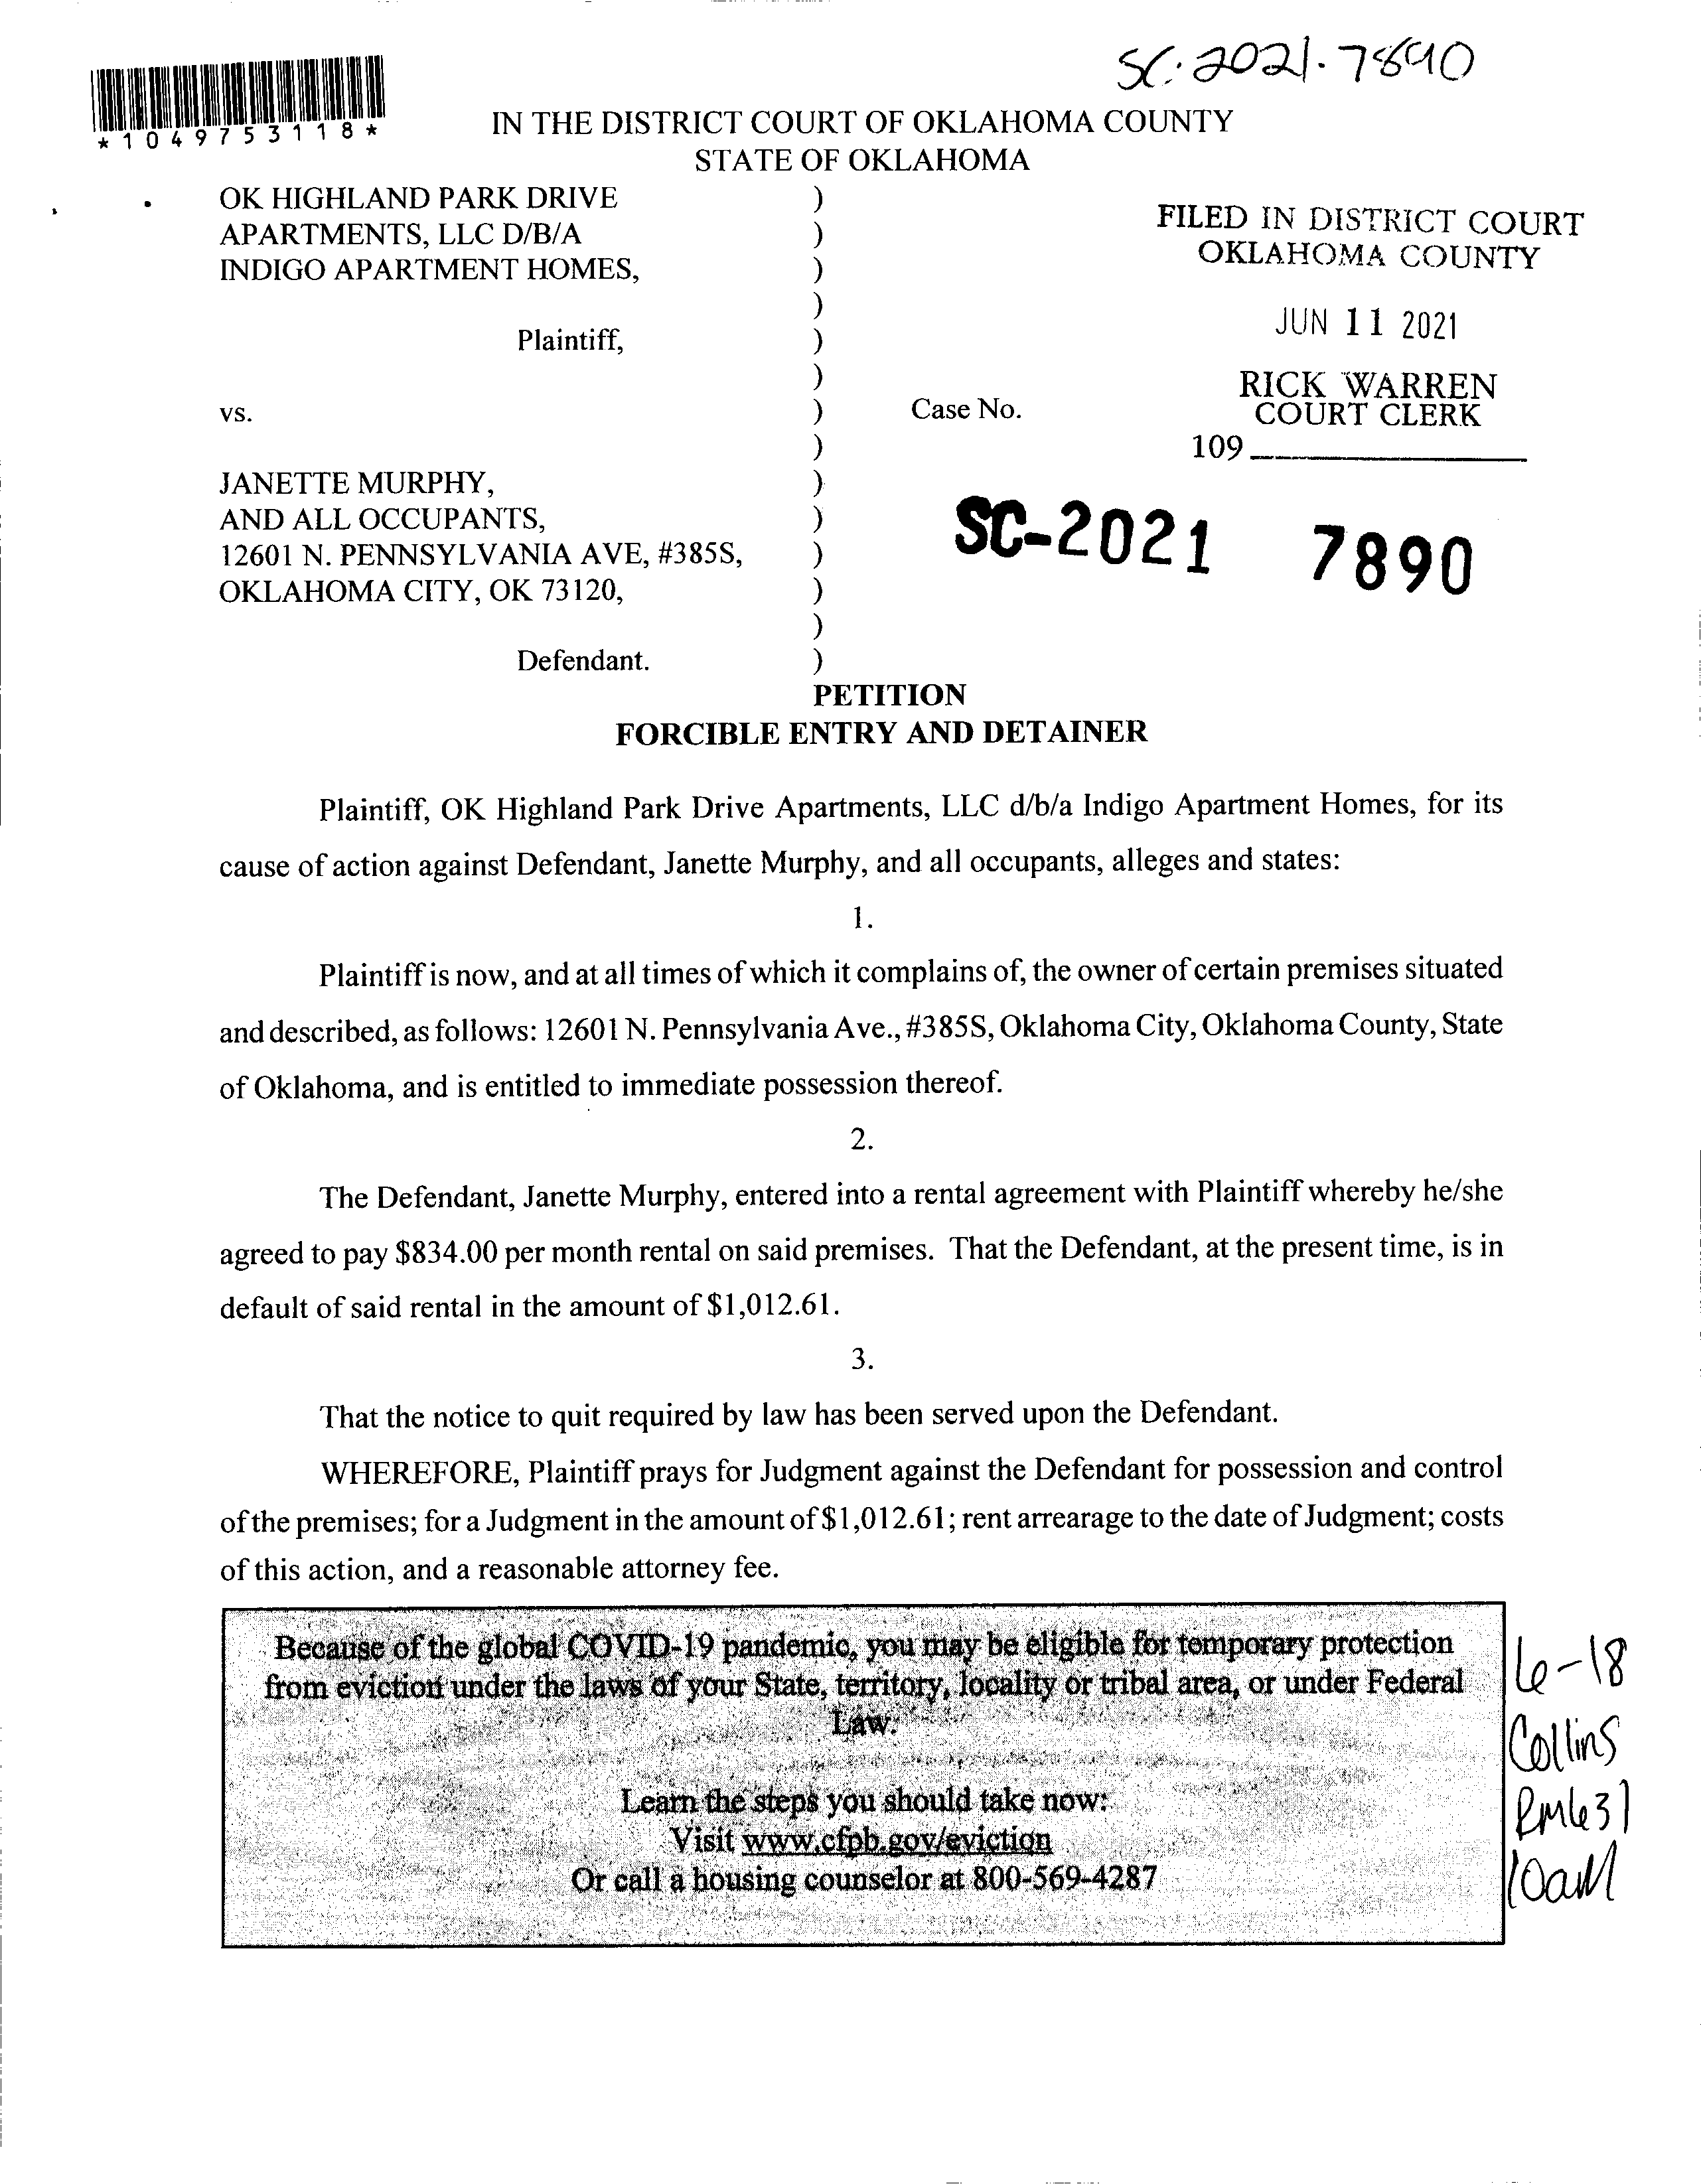 SC-2021-7890
*1049753118*
IN THE DISTRICT COURT OF OKLAHOMA COUNTY
STATE OF OKLAHOMA
OK HIGHLAND PARK DRIVE )
APARTMENTS, LLC D/B/A )
INDIGO APARTMENT HOMES, )
)
Plaintiff, )
)
vs. ) Case No.
)
JANETTE MURPHY, )
AND ALL OCCUPANTS, )
12601 N. PENNSYLVANIA AVE, #385S, )
OKLAHOMA CITY, OK 73120, )
)
Defendant. )
FILED IN DISTRICT COURT
OKLAHOMA COUNTY
JUN 11 2021
RICK WARREN
COURT CLERK
109
SC-2021 7890
PETITION
FORCIBLE ENTRY AND DETAINER
Plaintiff, OK Highland Park Drive Apartments, LLC d/b/a Indigo Apartment Homes, for its
cause of action against Defendant, Janette Murphy, and all occupants, alleges and states:
1.
Plaintiff is now, and at all times of which it complains of, the owner of certain premises situated
and described, as follows: 12601 N. Pennsylvania Ave., #385S, Oklahoma City, Oklahoma County, State
of Oklahoma, and is entitled to immediate possession thereof.
2.
The Defendant, Janette Murphy, entered into a rental agreement with Plaintiff whereby he/she
agreed to pay $834.00 per month rental on said premises. That the Defendant, at the present time, is in
default of said rental in the amount of $1,012.61.
3.
That the notice to quit required by law has been served upon the Defendant.
WHEREFORE, Plaintiff prays for Judgment against the Defendant for possession and control
of the premises; for a Judgment in the amount of $1,012.61; rent arrearage to the date of Judgment; costs
of this action, and a reasonable attorney fee.
Because of the global COVID-19 pandemic, you may be eligible for temporary protection
from eviction under the laws of your State, territory, locality or tribal area, or under Federal
Law.
Learn the steps you should take now:
Visit www.cfpb.gov/eviction
Or call a housing counselor at 800-569-4287
6-18
Collins
Rm631
10am